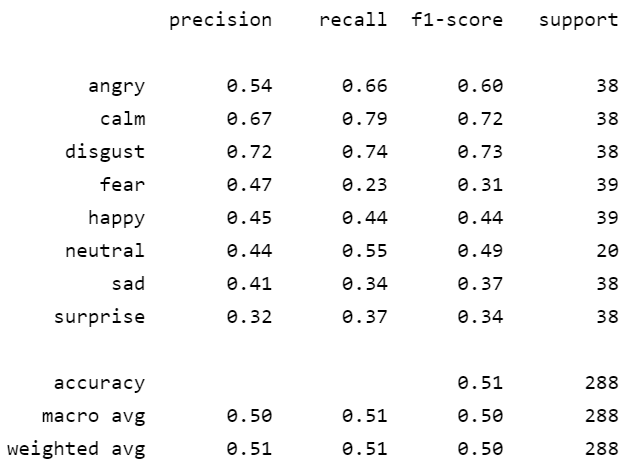 precision recall f1-score support
angry 0.54 0.66 0.60 38
calm 0.67 0.79 0.72 38
disgust 0.72 0.74 0.73 38
fear 0.47 0.23 0.31 39
happy 0.45 0.44 0.44 39
neutral 0.44 0.55 0.49 20
sad 0.41 0.34 0.37 38
surprise 0.32 0.37 0.34 38
accuracy 0.51 288
macro avg 0.50 0.51 0.50 288
weighted avg 0.51 0.51 0.50 288